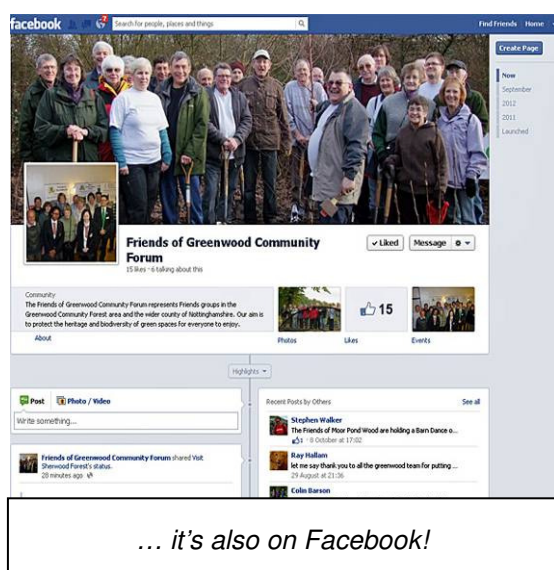 facebook
7
Search for people, places and things
Find Friends Home
Create Page
Now
September
2012
2011
Launched
Friends of Greenwood Community
Forum
15 likes · 6 talking about this
✓ Liked
Message
Community
The Friends of Greenwood Community Forum represents Friends groups in the
Greenwood Community Forest area and the wider county of Nottinghamshire. Our aim is
to protect the heritage and biodiversity of green spaces for everyone to enjoy.
About
Photos
15
Likes
Events
Highlights
Post Photo / Video
Write something...
Friends of Greenwood Community Forum shared Visit
Sherwood Forest's status.
28 minutes ago
Recent Posts by Others
See all
Stephen Walker
The Friends of Moor Pond Wood are holding a Barn Dance o...
1 · 8 October at 17:02
Ray Hallam
let me say thank you to all the greenwood team for putting ...
29 August at 21:36
Colin Barson
… it's also on Facebook!